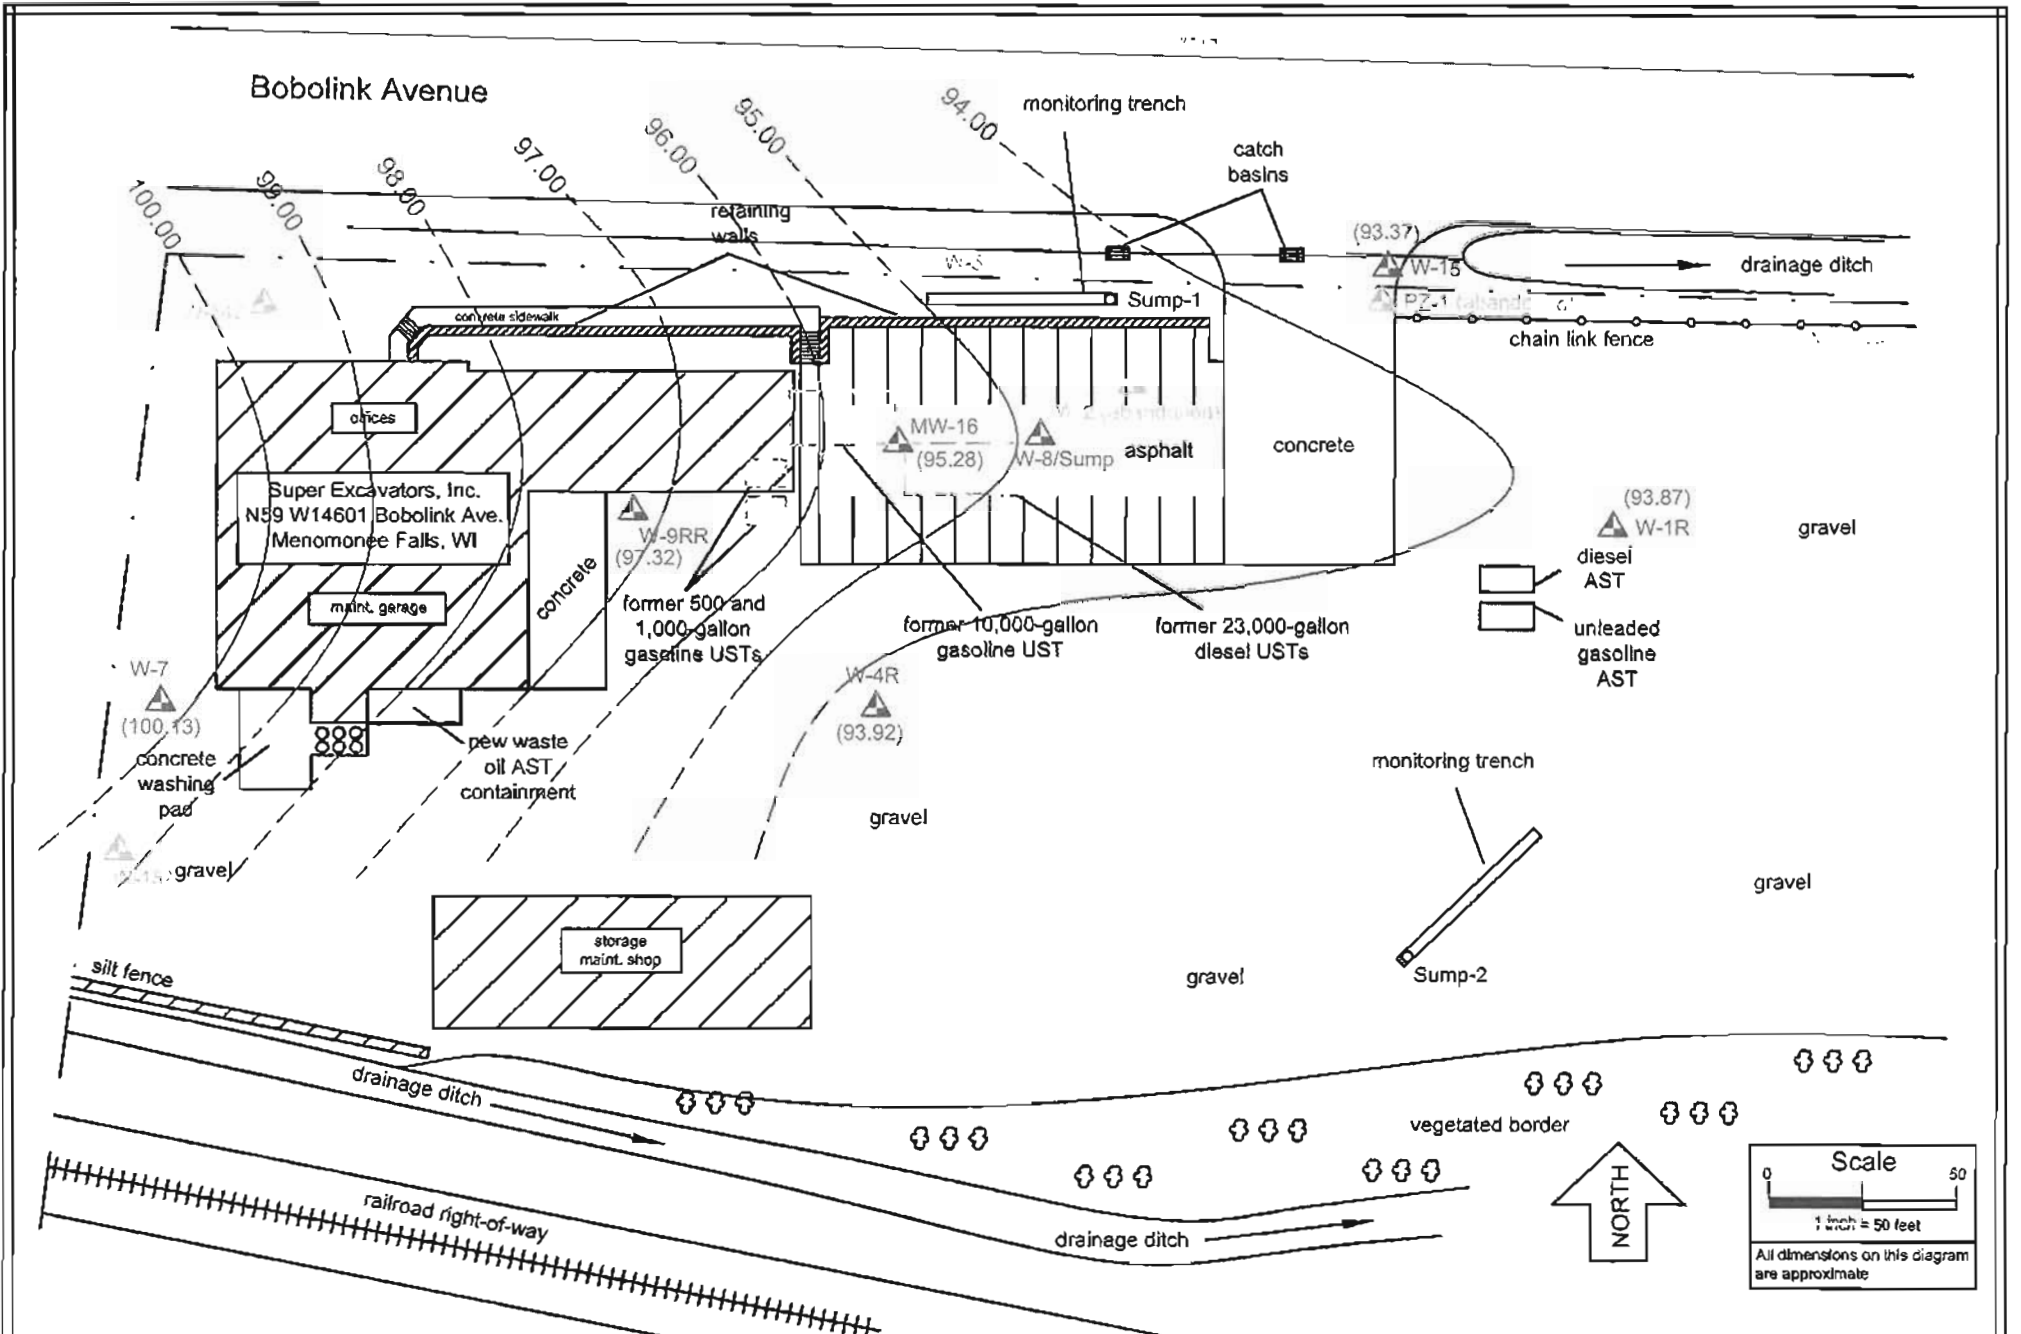 Bobolink Avenue
100.00
99.00
98.00
97.00
96.00
95.00
94.00
monitoring trench
catch
basins
retaining
walls
(93.37)
W-15
PZ-1
drainage ditch
Sump-1
concrete sidewalk
chain link fence
offices
MW-16
(95.28)
W-8/Sump
asphalt
concrete
Super Excavators, Inc.
N59 W14601 Bobolink Ave.
Menomonee Falls, WI
W-9RR
(97.32)
(93.87)
W-1R
gravel
diesel
AST
concrete
maint. garage
former 500 and
1,000-gallon
gasoline USTs
former 10,000-gallon
gasoline UST
former 23,000-gallon
diesel USTs
unleaded
gasoline
AST
W-7
(100.13)
W-4R
(93.92)
concrete
washing
pad
new waste
oil AST
containment
monitoring trench
gravel
gravel
gravel
storage
maint. shop
silt fence
gravel
Sump-2
drainage ditch
vegetated border
railroad right-of-way
drainage ditch
NORTH
Scale
0 50
1 inch = 50 feet
All dimensions on this diagram
are approximate